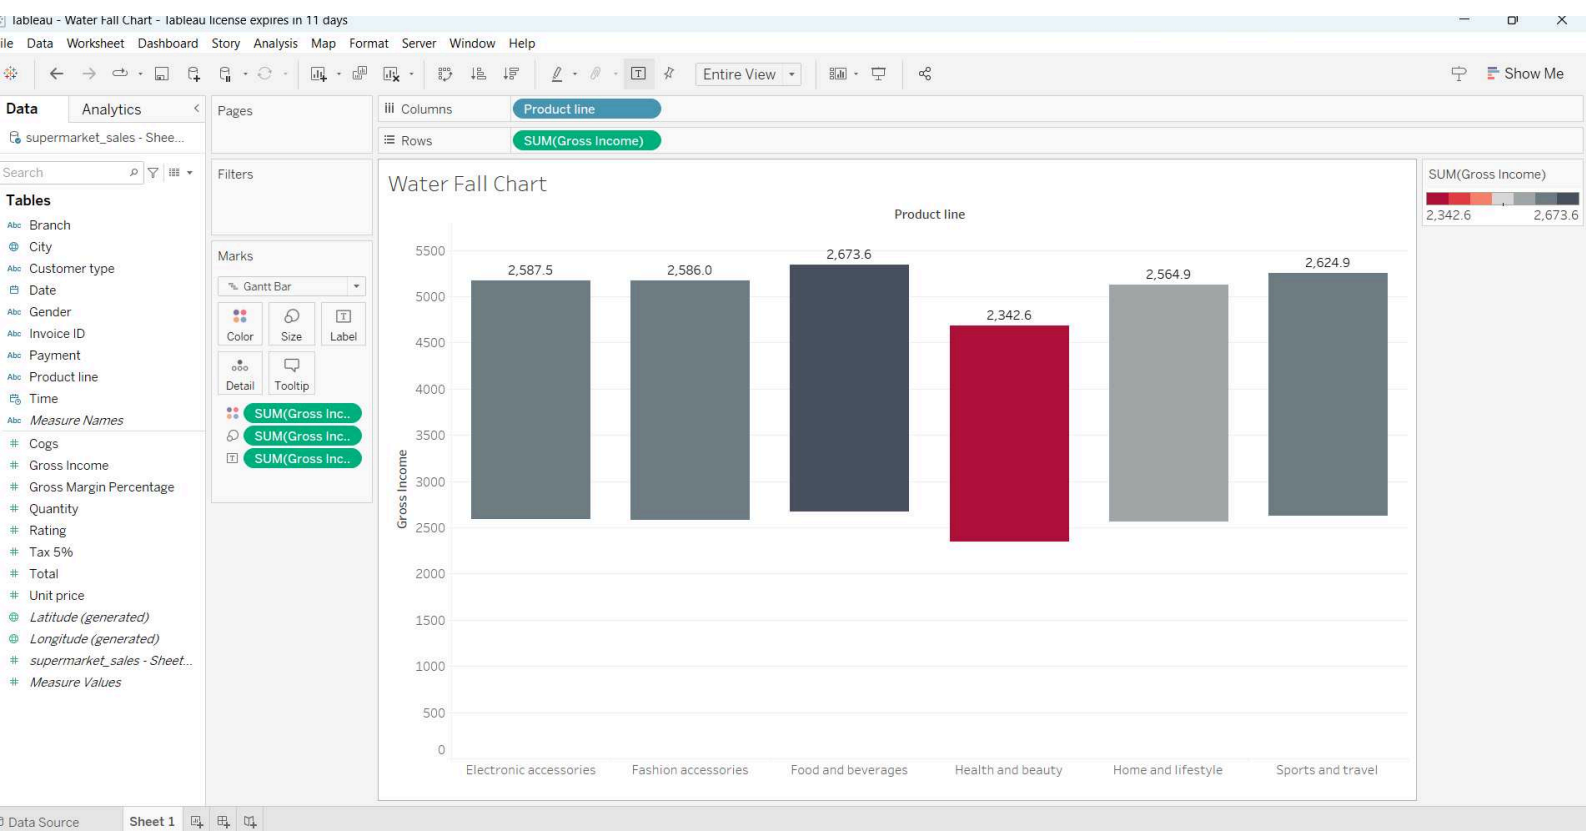 Tableau - Water Fall Chart - Tableau license expires in 11 days
ile Data Worksheet Dashboard Story Analysis Map Format Server Window Help
Entire View
Show Me
Data Analytics
supermarket_sales - Shee...
Search
Tables
Abc Branch
City
Abc Customer type
Date
Abc Gender
Abc Invoice ID
Abc Payment
Abc Product line
Time
Abc Measure Names
# Cogs
# Gross Income
# Gross Margin Percentage
# Quantity
# Rating
# Tax 5%
# Total
# Unit price
Latitude (generated)
Longitude (generated)
# supermarket_sales - Sheet...
# Measure Values
Pages
Filters
Marks
Gantt Bar
Color Size Label
Detail Tooltip
SUM(Gross Inc..
SUM(Gross Inc..
T SUM(Gross Inc..
iii Columns Product line
Rows SUM(Gross Income)
Water Fall Chart
Product line
Gross Income
5500
5000
4500
4000
3500
3000
2500
2000
1500
1000
500
0
2,587.5 2,586.0 2,673.6 2,342.6 2,564.9 2,624.9
Electronic accessories Fashion accessories Food and beverages Health and beauty Home and lifestyle Sports and travel
SUM(Gross Income)
2,342.6 2,673.6
Data Source Sheet 1